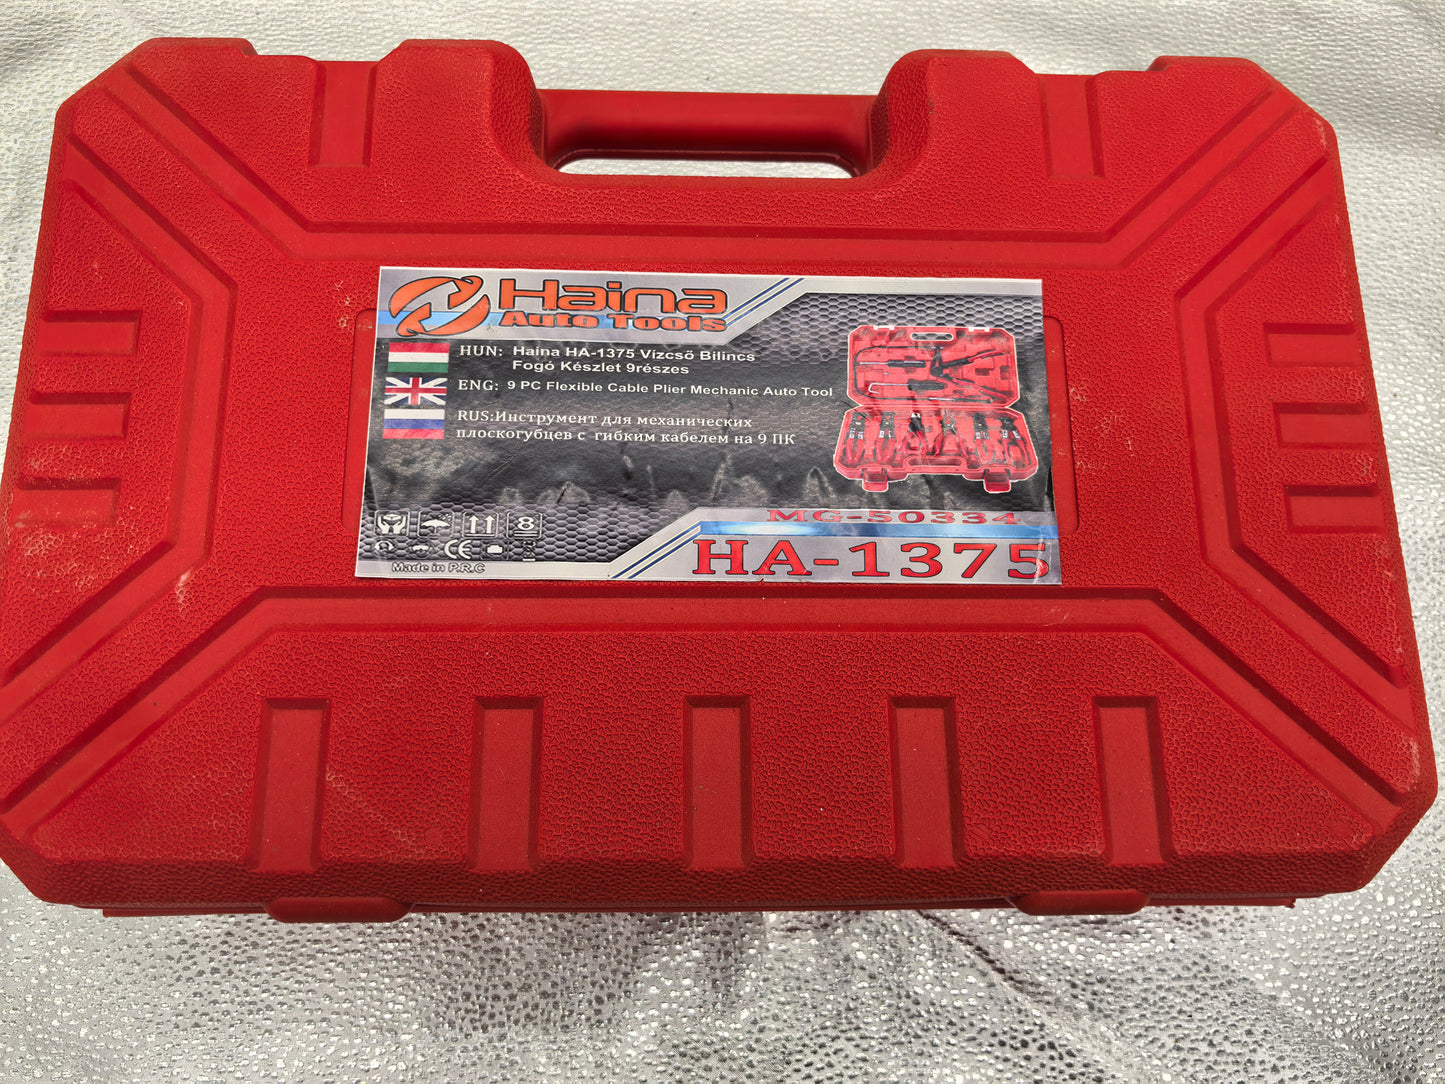 Haina
Auto Tools
HUN: Haina HA-1375 Vízcső Bilincs
Fogó Készlet 9részes
ENG: 9 PC Flexible Cable Plier Mechanic Auto Tool
RUS:Инструмент для механических
плоскогубцев с гибким кабелем на 9 ПК
8
CE
Made in P.R.C
MG-50334
HA-1375